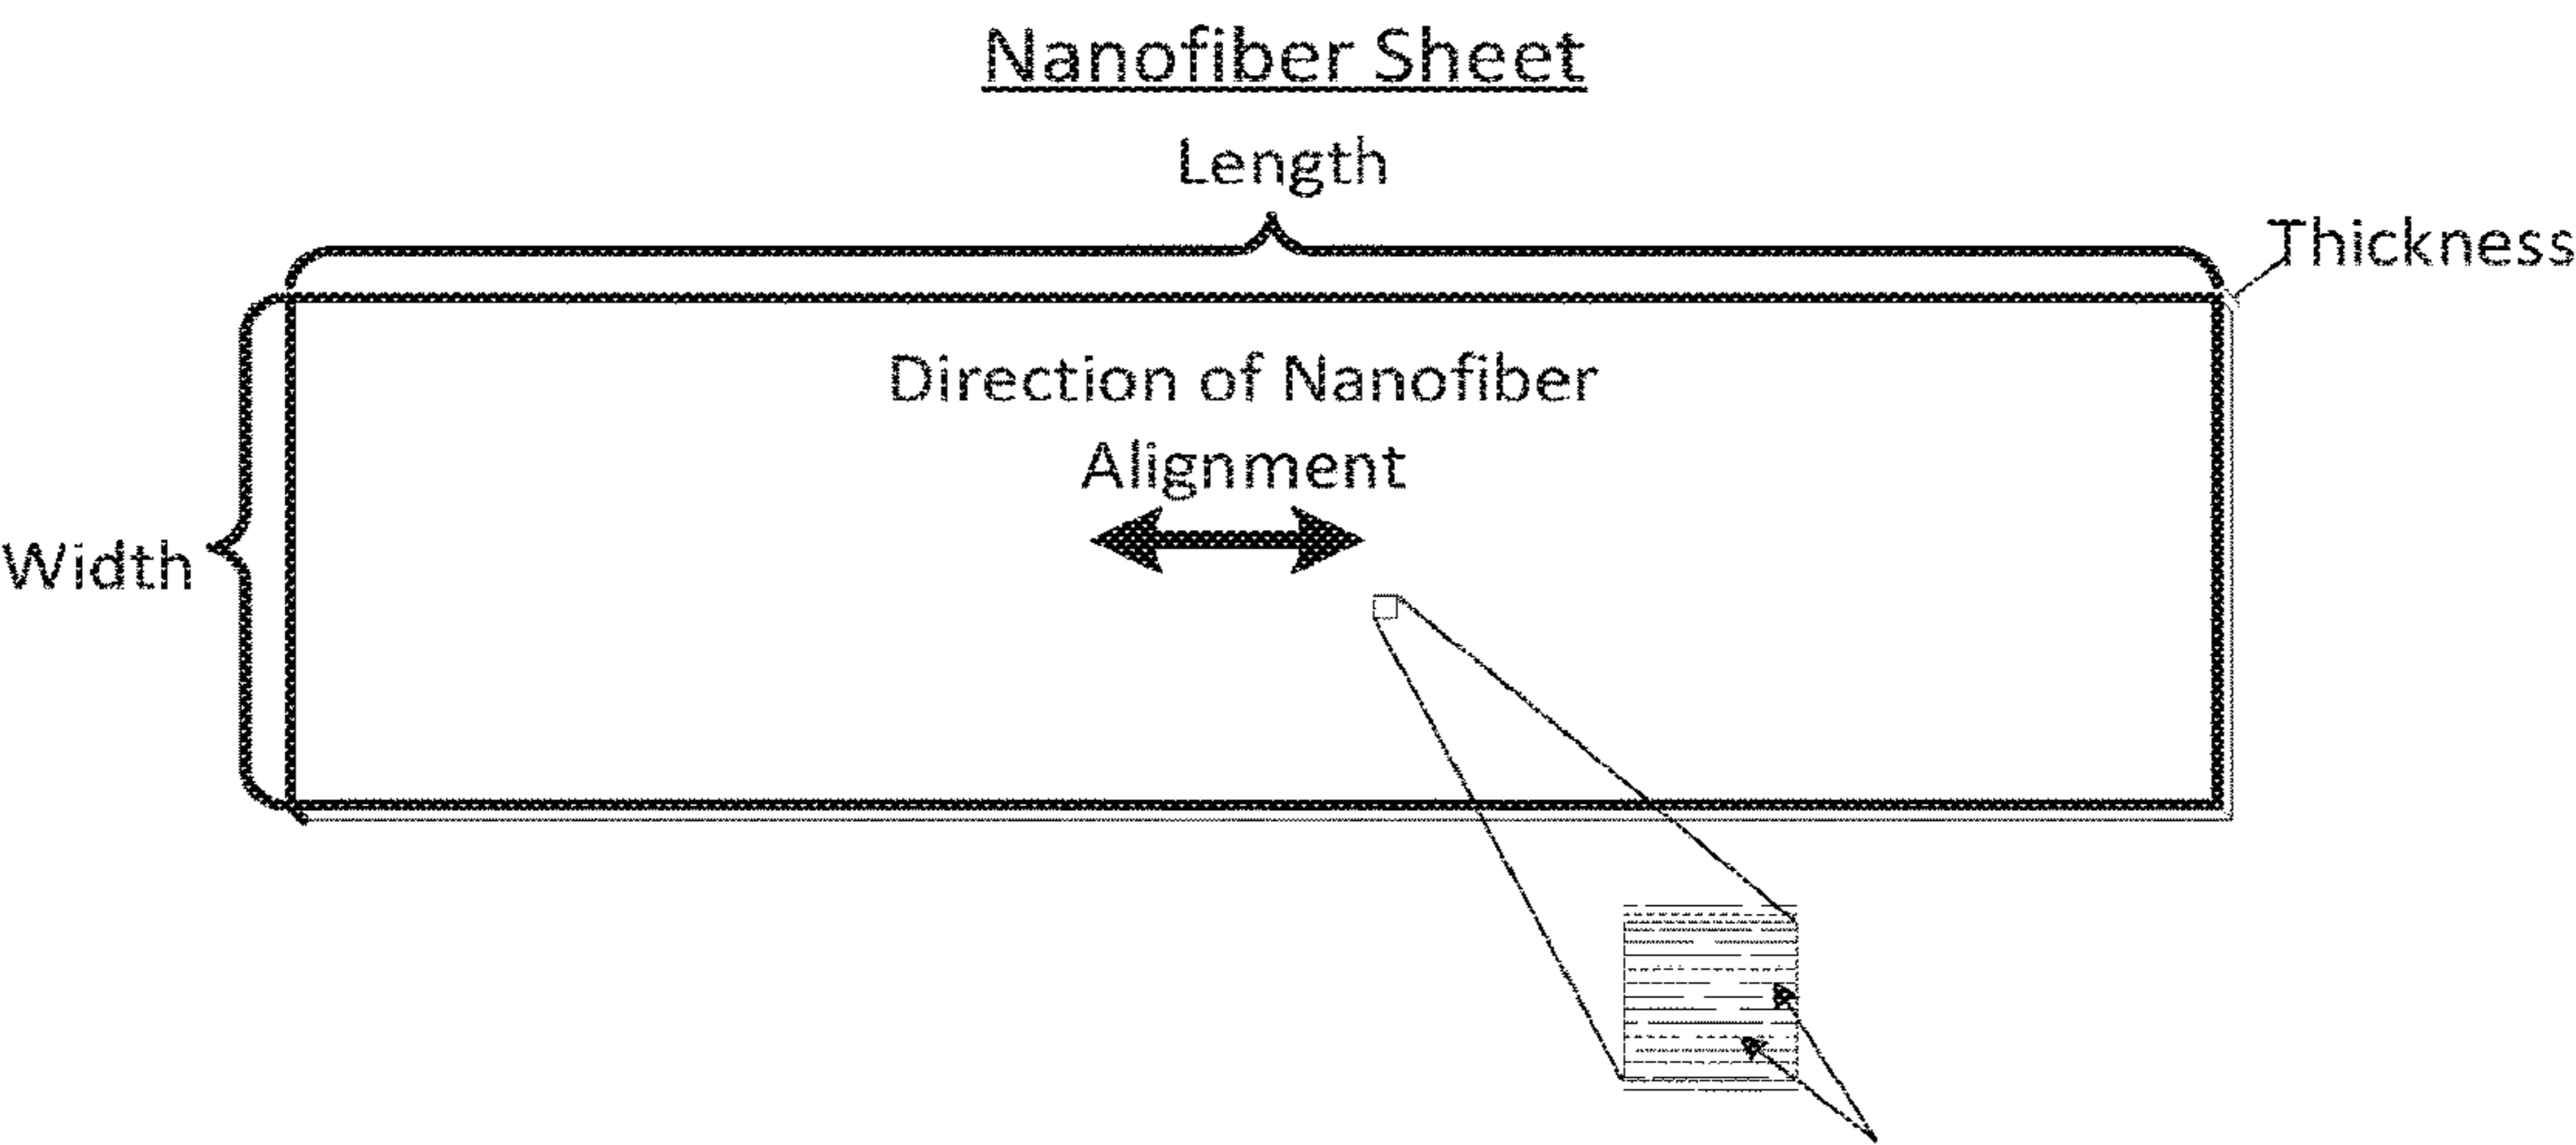 Nanofiber Sheet
Length
Thickness
Direction of Nanofiber
Alignment
Width